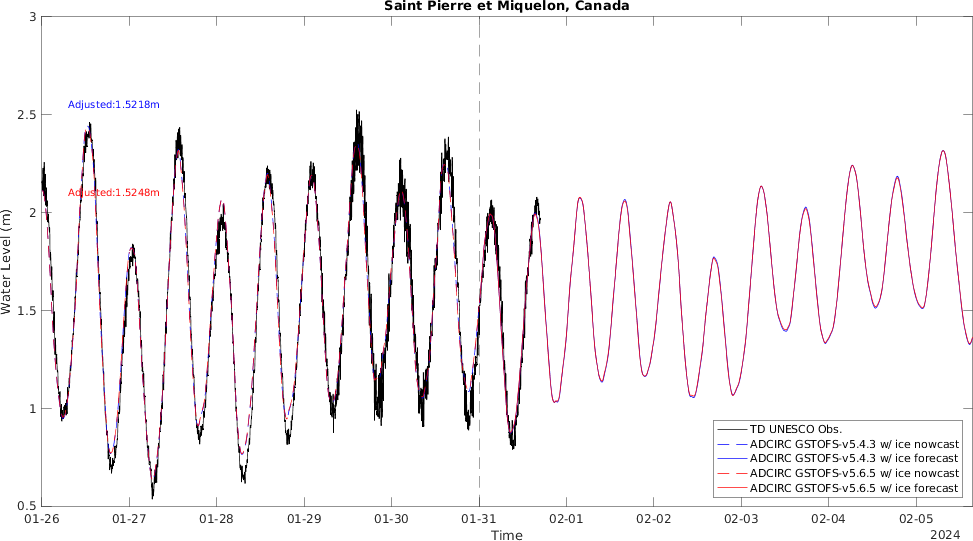 Saint Pierre et Miquelon, Canada
Water Level (m)
3
2.5
2
1.5
1
0.5
Adjusted:1.5218m
Adjusted:1.5248m
TD UNESCO Obs.
ADCIRC GSTOFS-v5.4.3 w/ ice nowcast
ADCIRC GSTOFS-v5.4.3 w/ ice forecast
ADCIRC GSTOFS-v5.6.5 w/ ice nowcast
ADCIRC GSTOFS-v5.6.5 w/ ice forecast
01-26 01-27 01-28 01-29 01-30 01-31 02-01 02-02 02-03 02-04 02-05
Time
2024